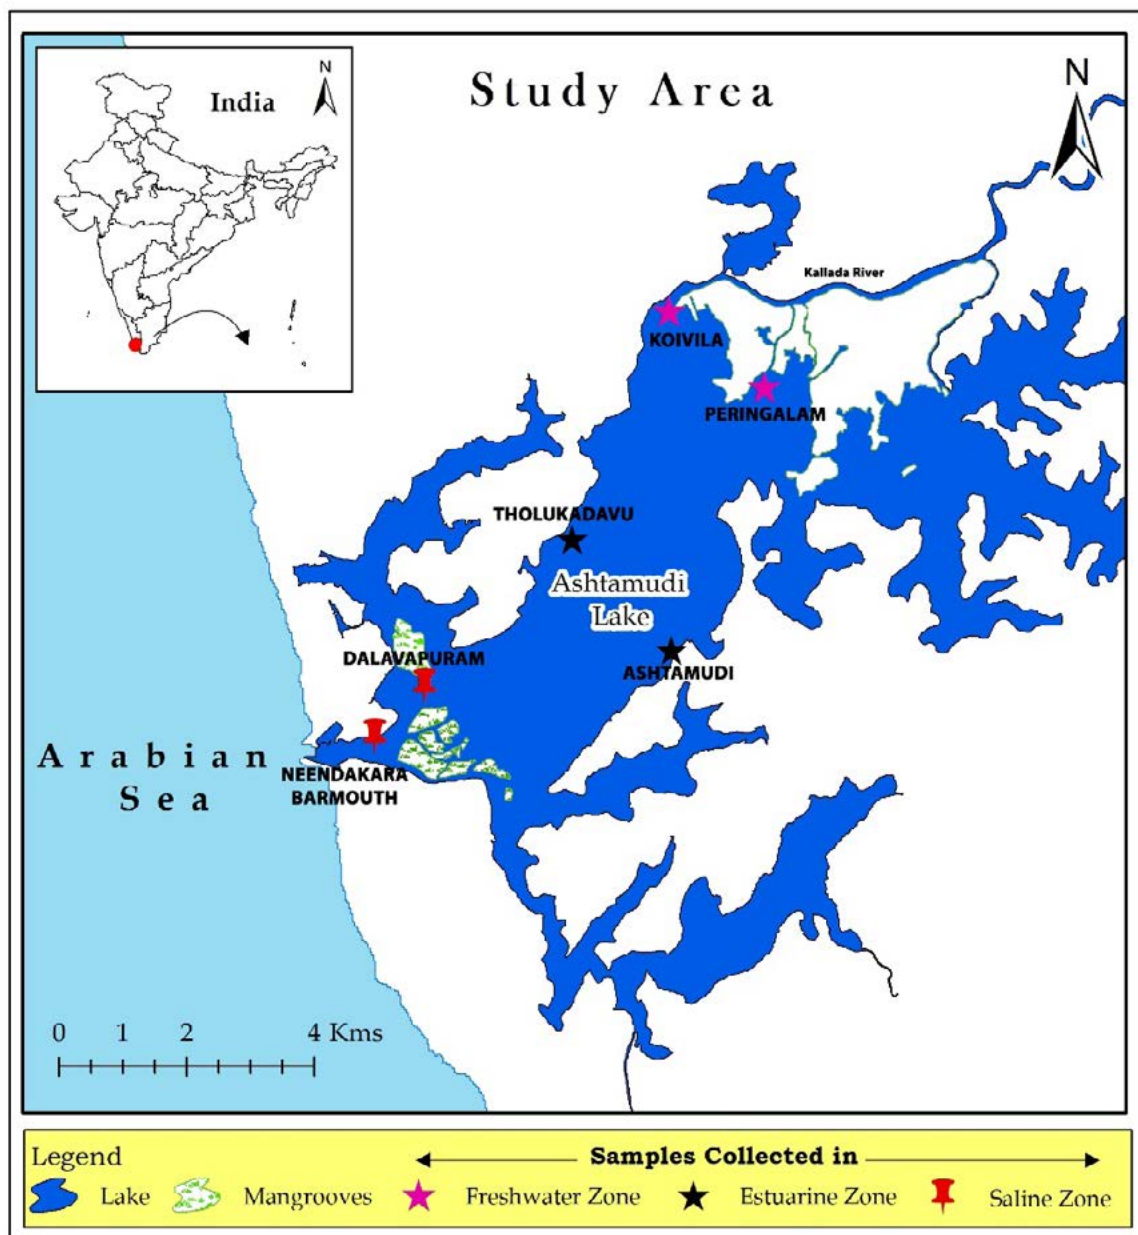 Study Area
N
India
N
Kallada River
KOIVILA
PERINGALAM
THOLUKADAVU
Ashtamudi
Lake
DALAVAPURAM
ASHTAMUDI
Arabian
Sea
NEENDAKARA
BARMOUTH
0 1 2 4 Kms
Legend
Samples Collected in
Lake Mangrooves Freshwater Zone Estuarine Zone Saline Zone